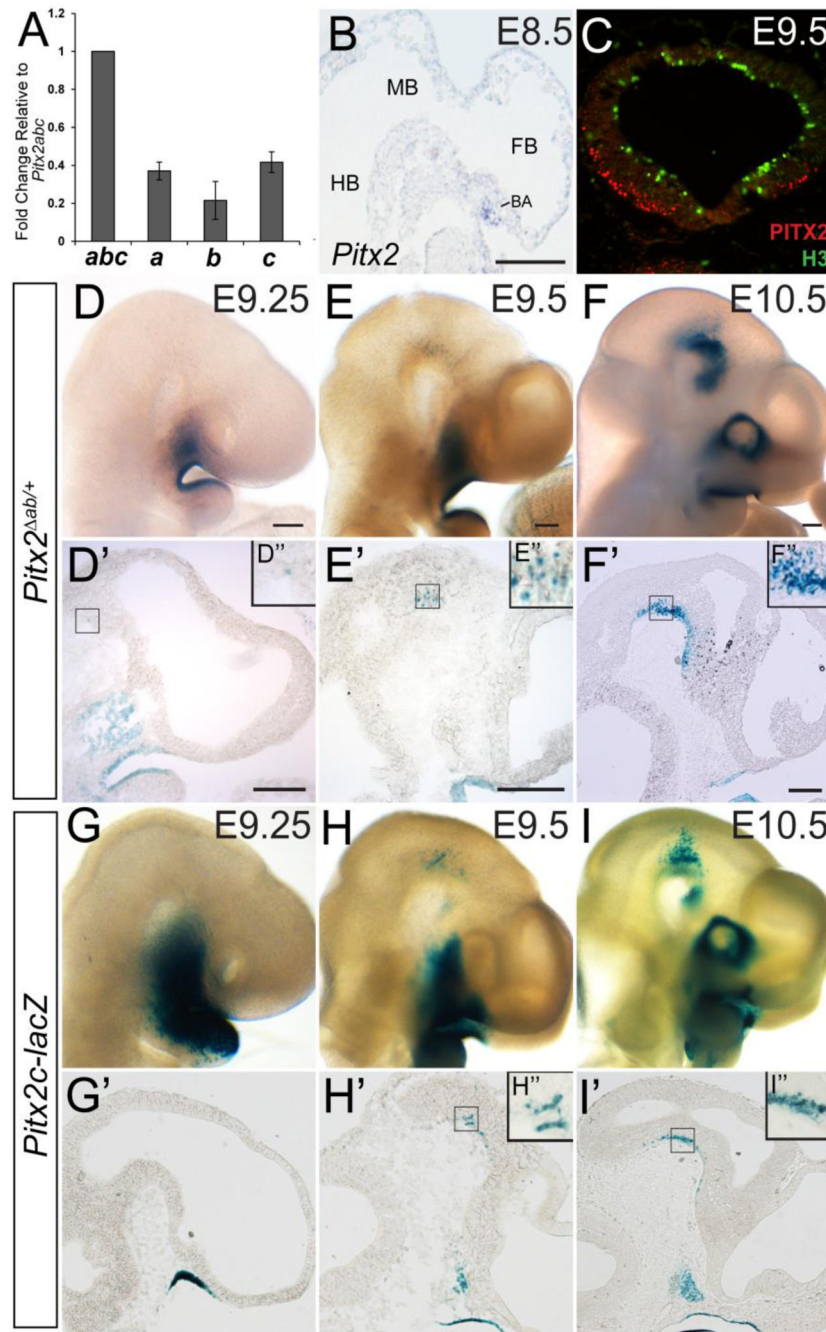 A
Fold Change Relative to
Pitx2abc
1.2
1
0.8
0.6
0.4
0.2
0
abc a b c
B E8.5
MB
FB
HB
BA
Pitx2
C E9.5
PITX2
H3
Pitx2Δab/+
D E9.25
E E9.5
F E10.5
D' D''
E' E''
F' F''
Pitx2c-lacZ
G E9.25
H E9.5
I E10.5
G'
H' H''
I' I''